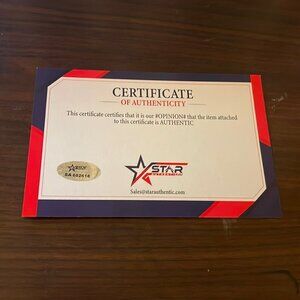 CERTIFICATE
OF AUTHENTICITY
This certificate certifies that it is our #OPINION# that the item attached
to this certificate is AUTHENTIC
STAR
Sales@starauthentic.com